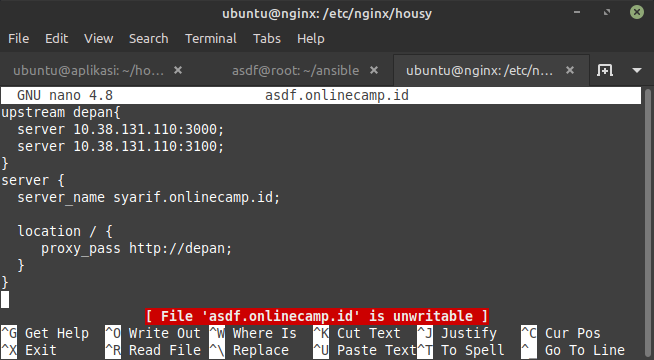 ubuntu@nginx: /etc/nginx/housy
File Edit View Search Terminal Tabs Help
ubuntu@aplikasi: ~/ho... × asdf@root: ~/ansible × ubuntu@nginx: /etc/n... ×
GNU nano 4.8 asdf.onlinecamp.id
upstream depan{
  server 10.38.131.110:3000;
  server 10.38.131.110:3100;
}
server {
  server_name syarif.onlinecamp.id;
  location / {
     proxy_pass http://depan;
  }
}
[ File 'asdf.onlinecamp.id' is unwritable ]
^G Get Help ^O Write Out ^W Where Is ^K Cut Text ^J Justify ^C Cur Pos
^X Exit ^R Read File ^\ Replace ^U Paste Text ^T To Spell ^_ Go To Line